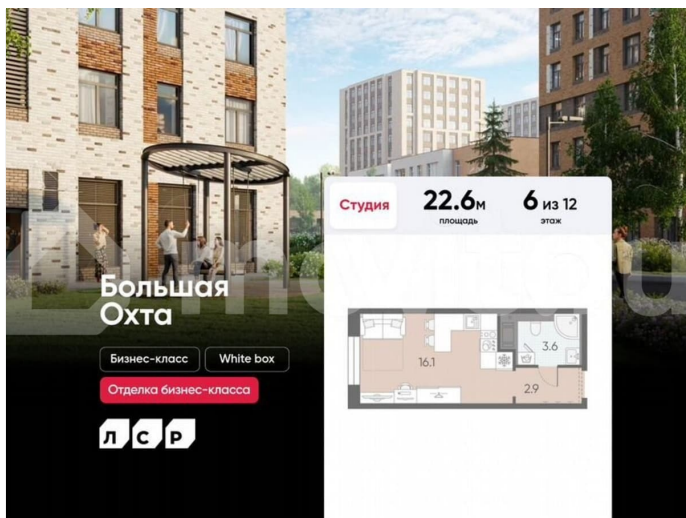 Студия
22.6м
площадь
6 из 12
этаж
Большая
Охта
Бизнес-класс
White box
Отделка бизнес-класса
ЛСР
16.1
3.6
2.9